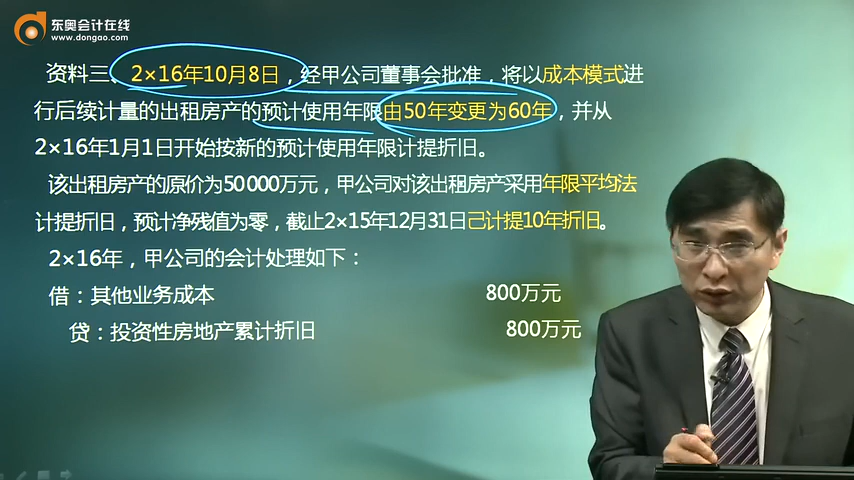 东奥会计在线
www.dongao.com
资料三、2×16年10月8日，经甲公司董事会批准，将以成本模式进
行后续计量的出租房产的预计使用年限由50年变更为60年，并从
2×16年1月1日开始按新的预计使用年限计提折旧。
该出租房产的原价为50000万元，甲公司对该出租房产采用年限平均法
计提折旧，预计净残值为零，截止2×15年12月31日己计提10年折旧。
2×16年，甲公司的会计处理如下：
借：其他业务成本 800万元
贷：投资性房地产累计折旧 800万元